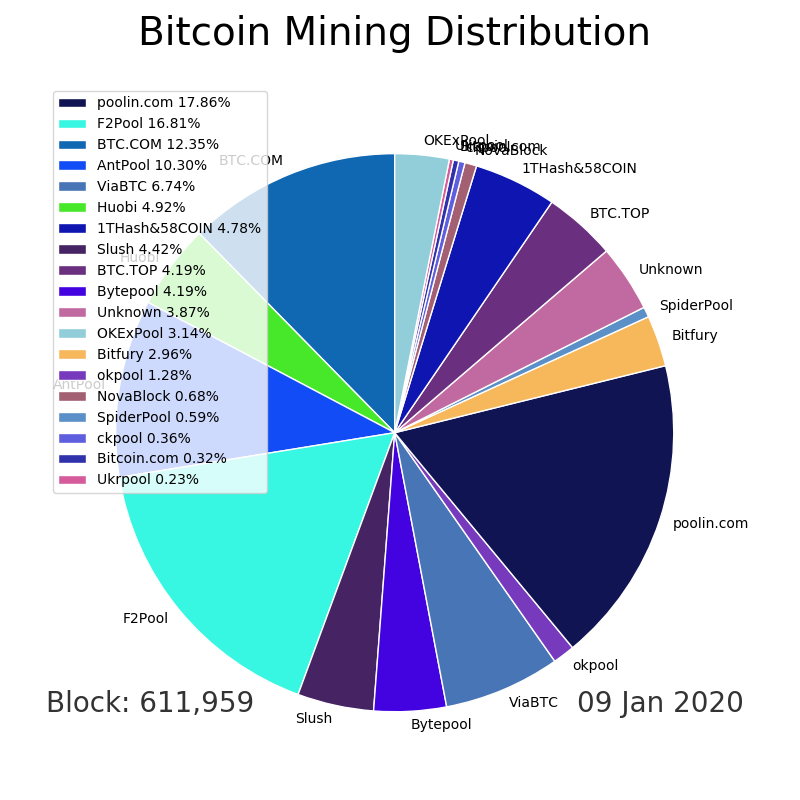 Bitcoin Mining Distribution
poolin.com 17.86%
F2Pool 16.81%
BTC.COM 12.35%
AntPool 10.30%
ViaBTC 6.74%
Huobi 4.92%
1THash&58COIN 4.78%
Slush 4.42%
BTC.TOP 4.19%
Bytepool 4.19%
Unknown 3.87%
OKExPool 3.14%
Bitfury 2.96%
okpool 1.28%
NovaBlock 0.68%
SpiderPool 0.59%
ckpool 0.36%
Bitcoin.com 0.32%
Ukrpool 0.23%
OKExPool
NovaBlock
1THash&58COIN
BTC.TOP
Unknown
SpiderPool
Bitfury
poolin.com
okpool
ViaBTC
Bytepool
Slush
F2Pool
AntPool
Huobi
BTC.COM
Block: 611,959
09 Jan 2020